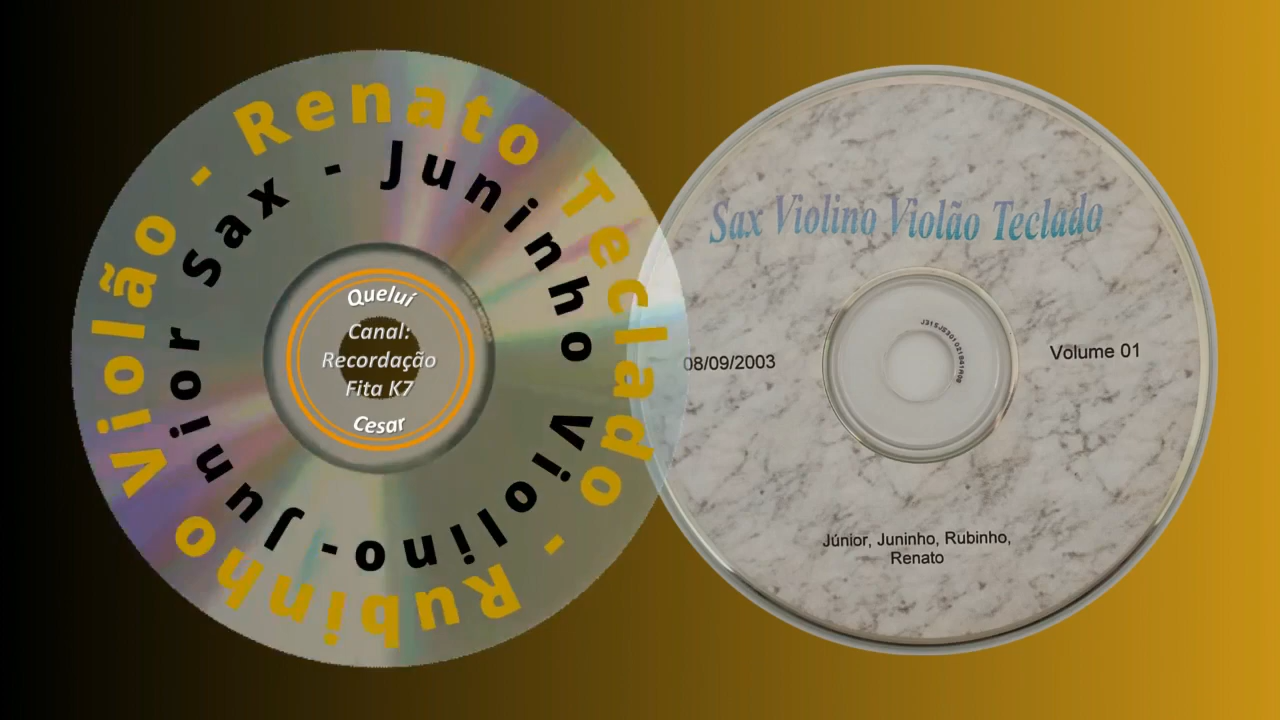 Renato Teclado - Rubinho Violão -
Juninho Violino- Junior Sax -
Queluí
Canal:
Recordação
Fita K7
Cesar
Sax Violino Violão Teclado
08/09/2003
Volume 01
Júnior, Juninho, Rubinho,
Renato